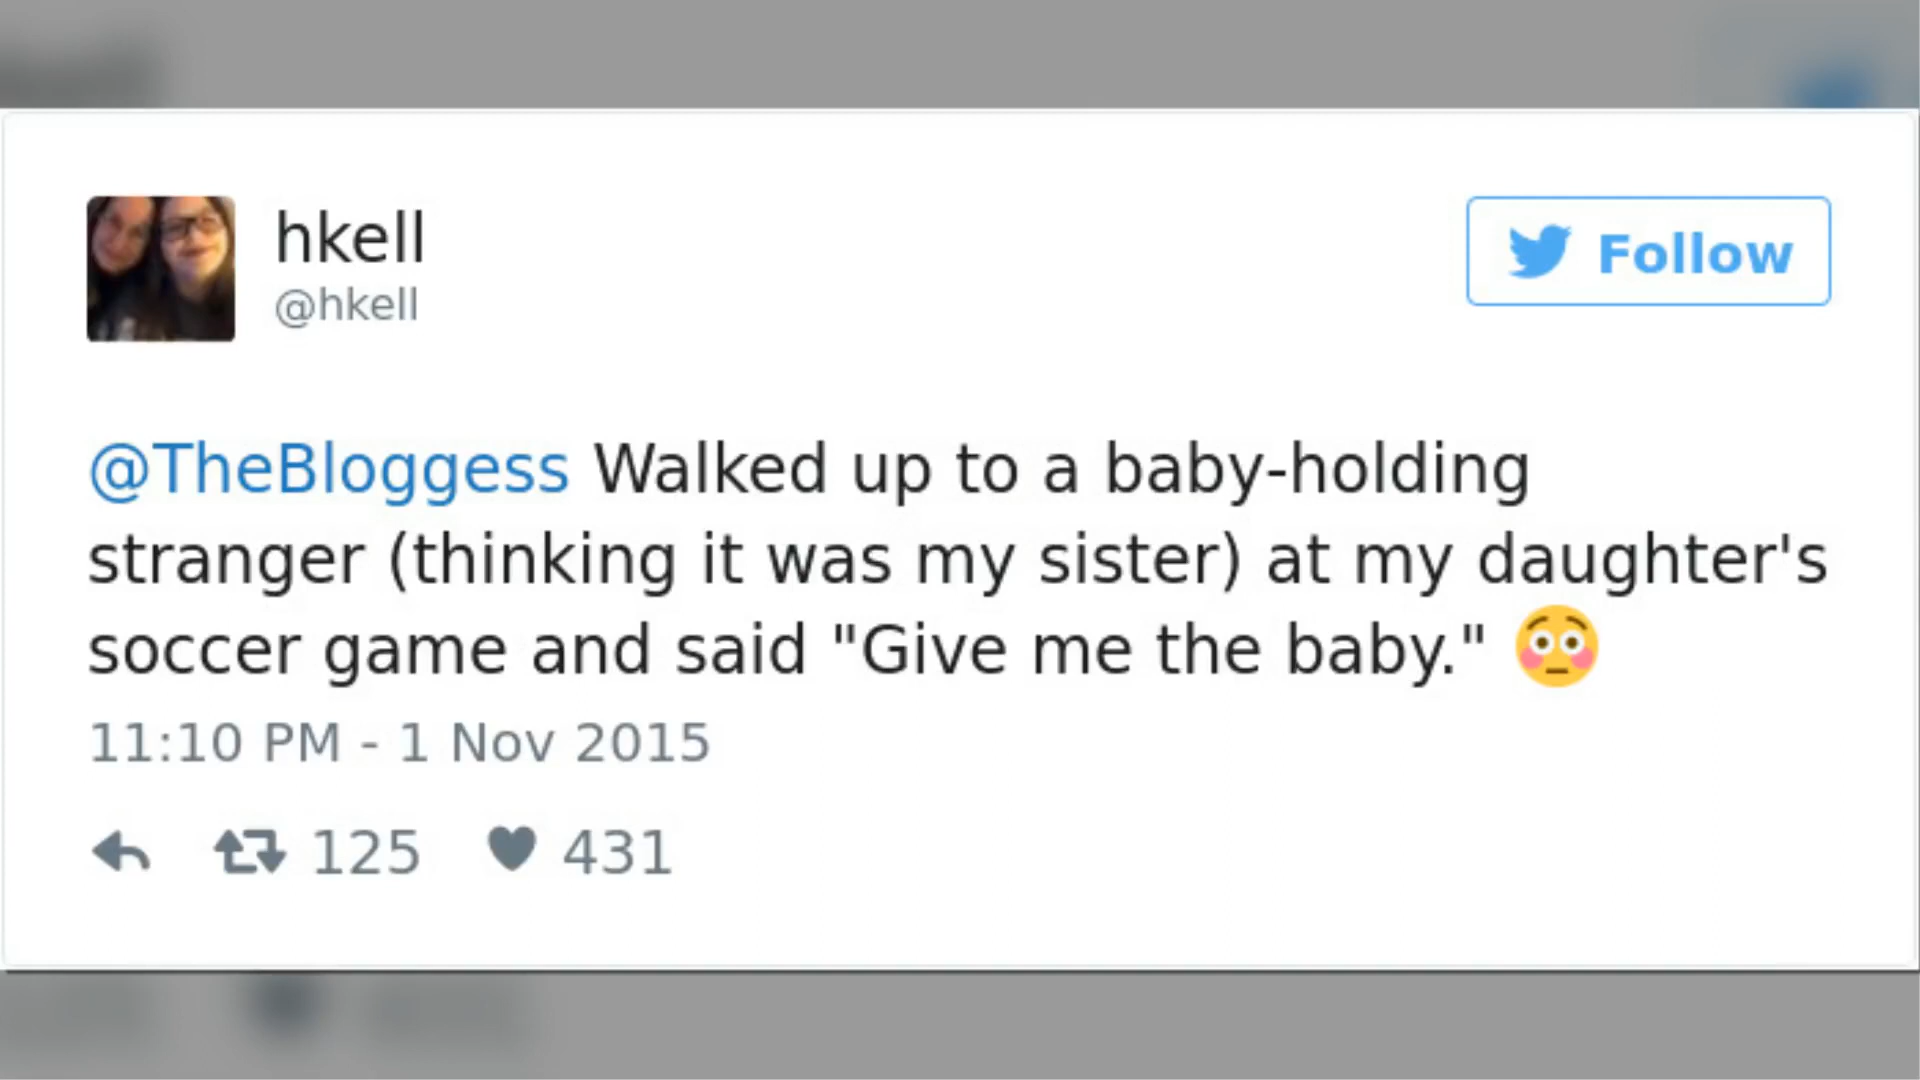 hkell
@hkell
Follow
@TheBloggess Walked up to a baby-holding
stranger (thinking it was my sister) at my daughter's
soccer game and said "Give me the baby." 😳
11:10 PM - 1 Nov 2015
125 431